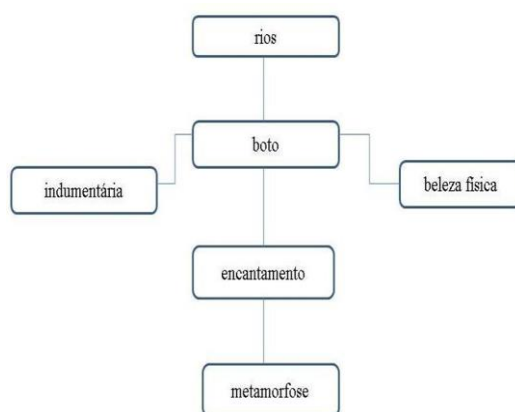 rios
boto
indumentária
beleza física
encantamento
metamorfose